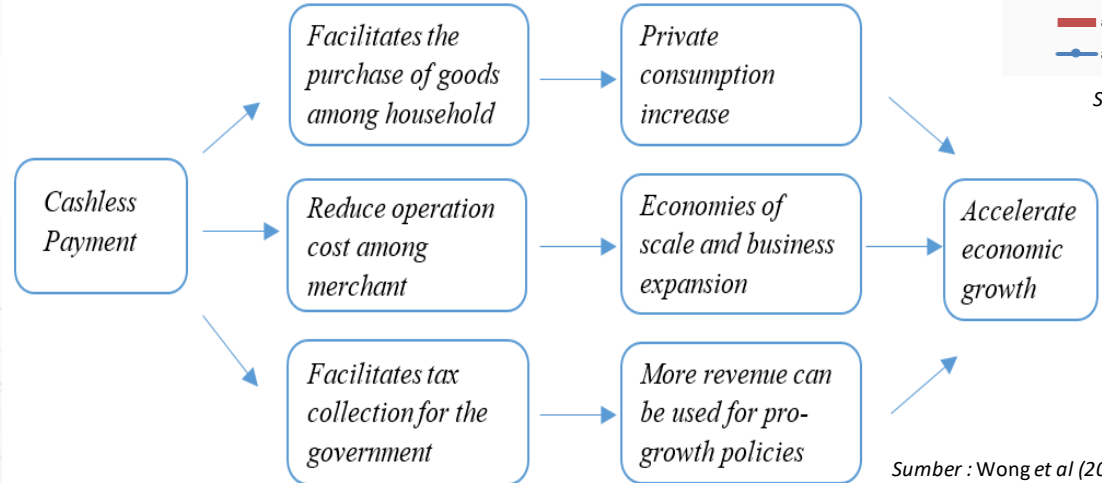 Facilitates the
purchase of goods
among household
Private
consumption
increase
Cashless
Payment
Reduce operation
cost among
merchant
Economies of
scale and business
expansion
Accelerate
economic
growth
Facilitates tax
collection for the
government
More revenue can
be used for pro-
growth policies
Sumber : Wong et al (20